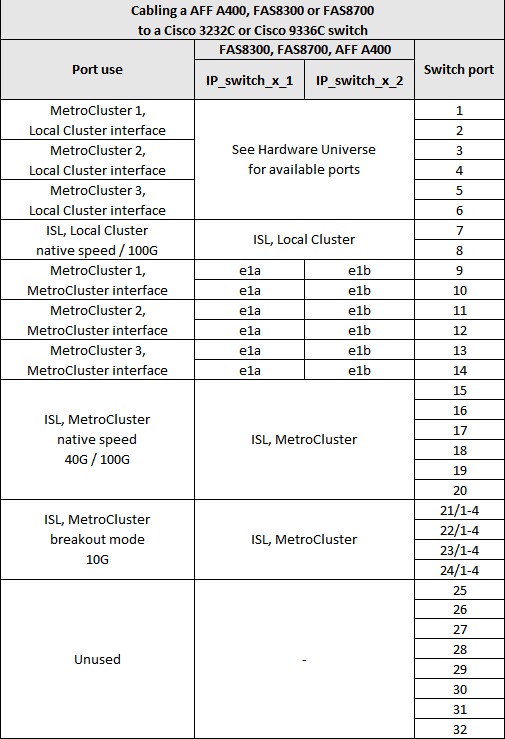 Cabling a AFF A400, FAS8300 or FAS8700
to a Cisco 3232C or Cisco 9336C switch
Port use
FAS8300, FAS8700, AFF A400
Switch port
IP_switch_x_1
IP_switch_x_2
MetroCluster 1,
Local Cluster interface
See Hardware Universe
for available ports
1
2
MetroCluster 2,
Local Cluster interface
3
4
MetroCluster 3,
Local Cluster interface
5
6
ISL, Local Cluster
native speed / 100G
ISL, Local Cluster
7
8
MetroCluster 1,
MetroCluster interface
e1a
e1b
9
e1a
e1b
10
MetroCluster 2,
MetroCluster interface
e1a
e1b
11
e1a
e1b
12
MetroCluster 3,
MetroCluster interface
e1a
e1b
13
e1a
e1b
14
ISL, MetroCluster
native speed
40G / 100G
ISL, MetroCluster
15
16
17
18
19
20
ISL, MetroCluster
breakout mode
10G
ISL, MetroCluster
21/1-4
22/1-4
23/1-4
24/1-4
Unused
-
25
26
27
28
29
30
31
32